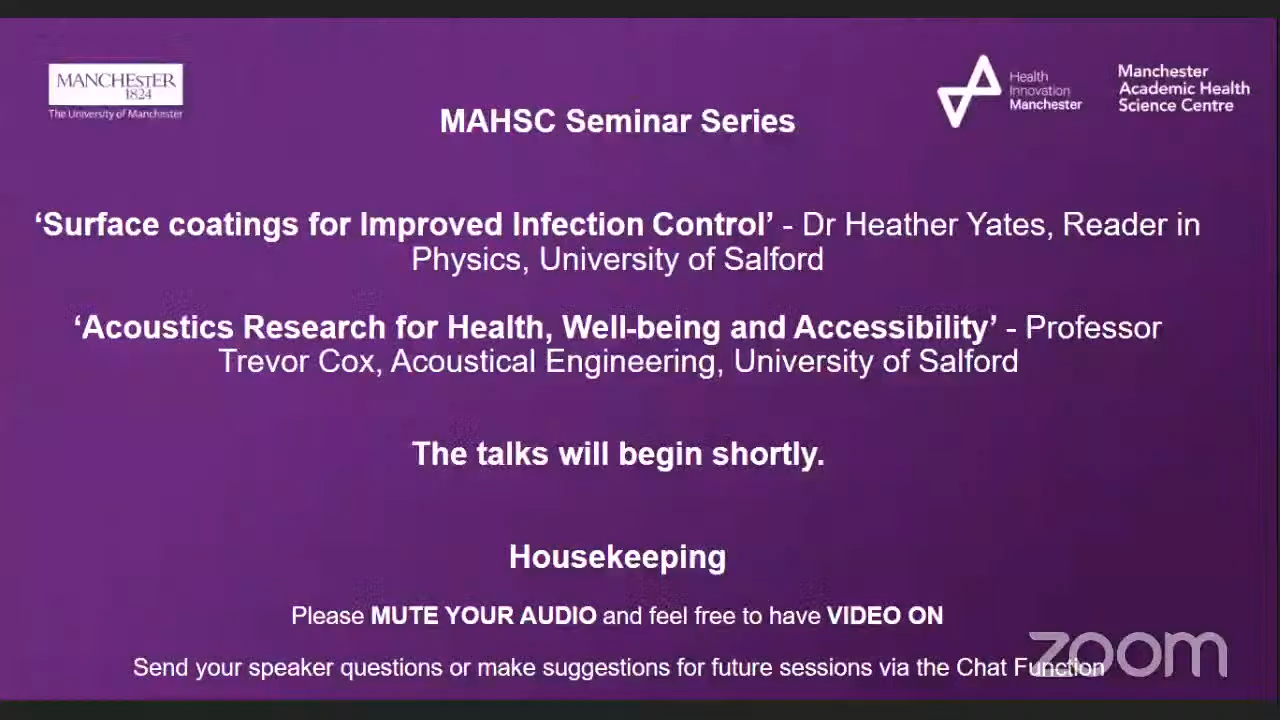 MANCHESTER
1824
The University of Manchester
Health
Innovation
Manchester
Manchester
Academic Health
Science Centre
MAHSC Seminar Series
‘Surface coatings for Improved Infection Control’ - Dr Heather Yates, Reader in
Physics, University of Salford
‘Acoustics Research for Health, Well-being and Accessibility’ - Professor
Trevor Cox, Acoustical Engineering, University of Salford
The talks will begin shortly.
Housekeeping
Please MUTE YOUR AUDIO and feel free to have VIDEO ON
Send your speaker questions or make suggestions for future sessions via the Chat Function
zoom